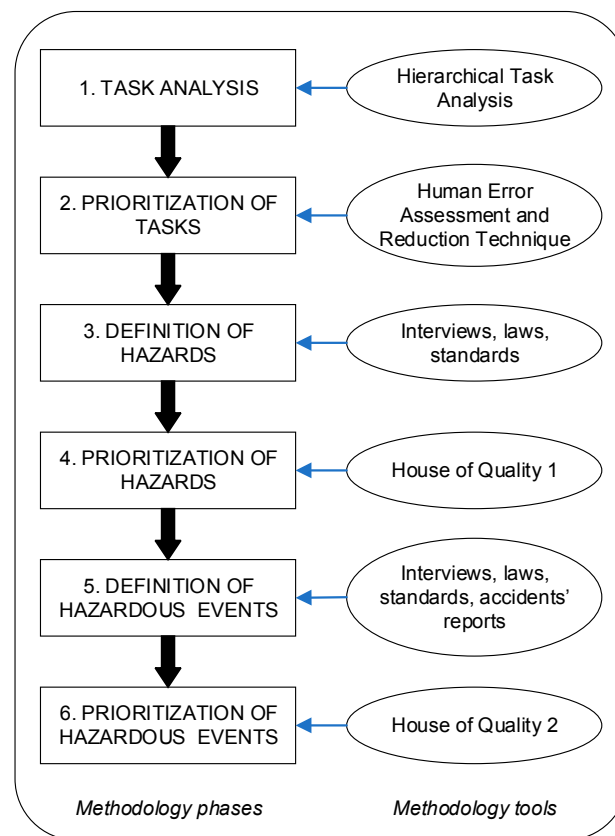 1. TASK ANALYSIS
Hierarchical Task
Analysis
2. PRIORITIZATION OF
TASKS
Human Error
Assessment and
Reduction Technique
3. DEFINITION OF
HAZARDS
Interviews, laws,
standards
4. PRIORITIZATION OF
HAZARDS
House of Quality 1
5. DEFINITION OF
HAZARDOUS EVENTS
Interviews, laws,
standards, accidents’
reports
6. PRIORITIZATION OF
HAZARDOUS EVENTS
House of Quality 2
Methodology phases
Methodology tools